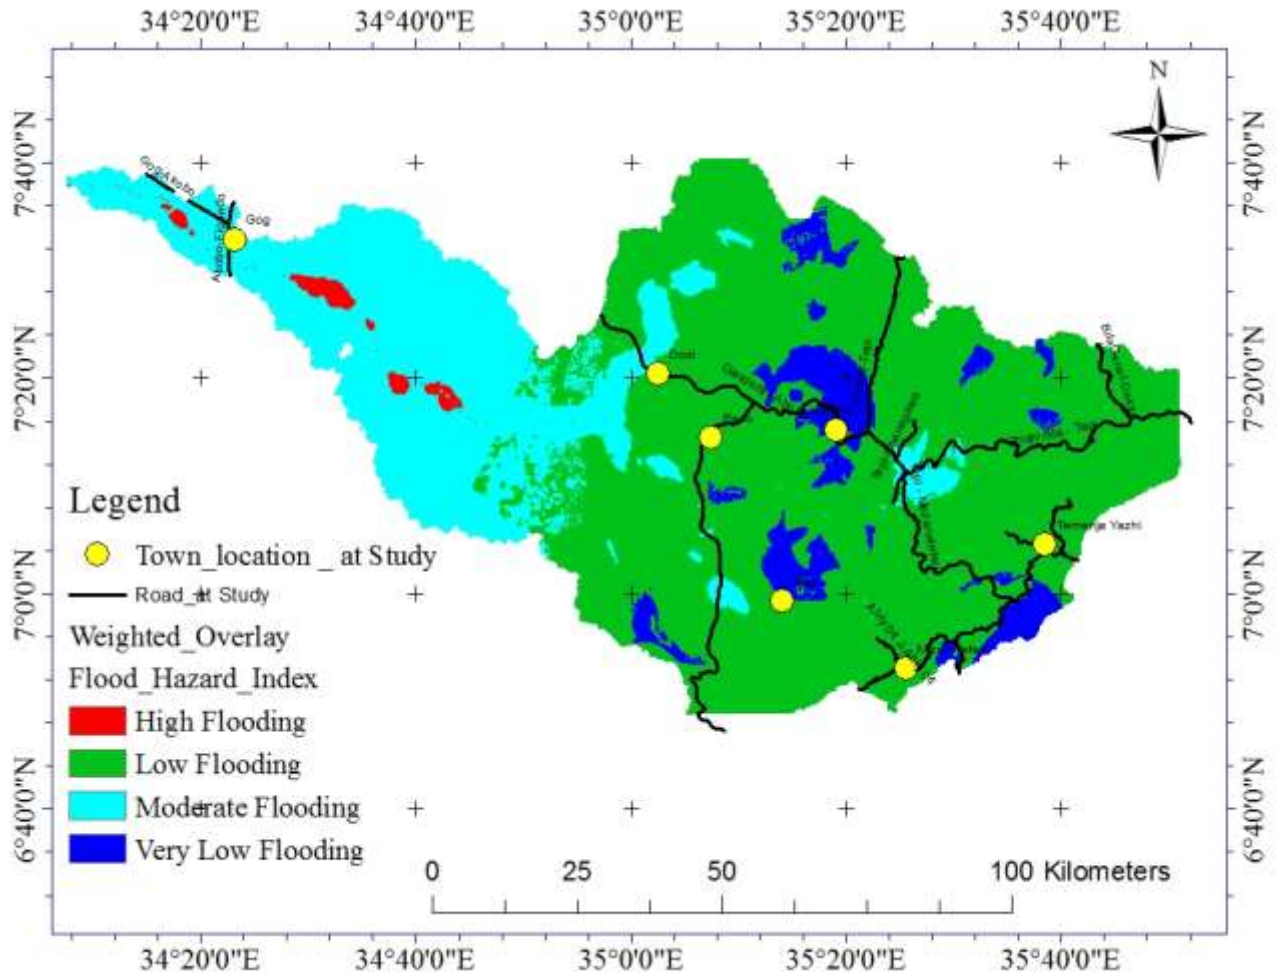 34°20'0"E 34°40'0"E 35°0'0"E 35°20'0"E 35°40'0"E
N
7°40'0"N
7°40'0"N
Gog
7°20'0"N
7°20'0"N
Temenja Yazhi
7°0'0"N
7°0'0"N
6°40'0"N
6°40'0"N
Legend
Town_location _ at Study
Road_at Study
Weighted_Overlay
Flood_Hazard_Index
High Flooding
Low Flooding
Moderate Flooding
Very Low Flooding
0 25 50 100 Kilometers
34°20'0"E 34°40'0"E 35°0'0"E 35°20'0"E 35°40'0"E